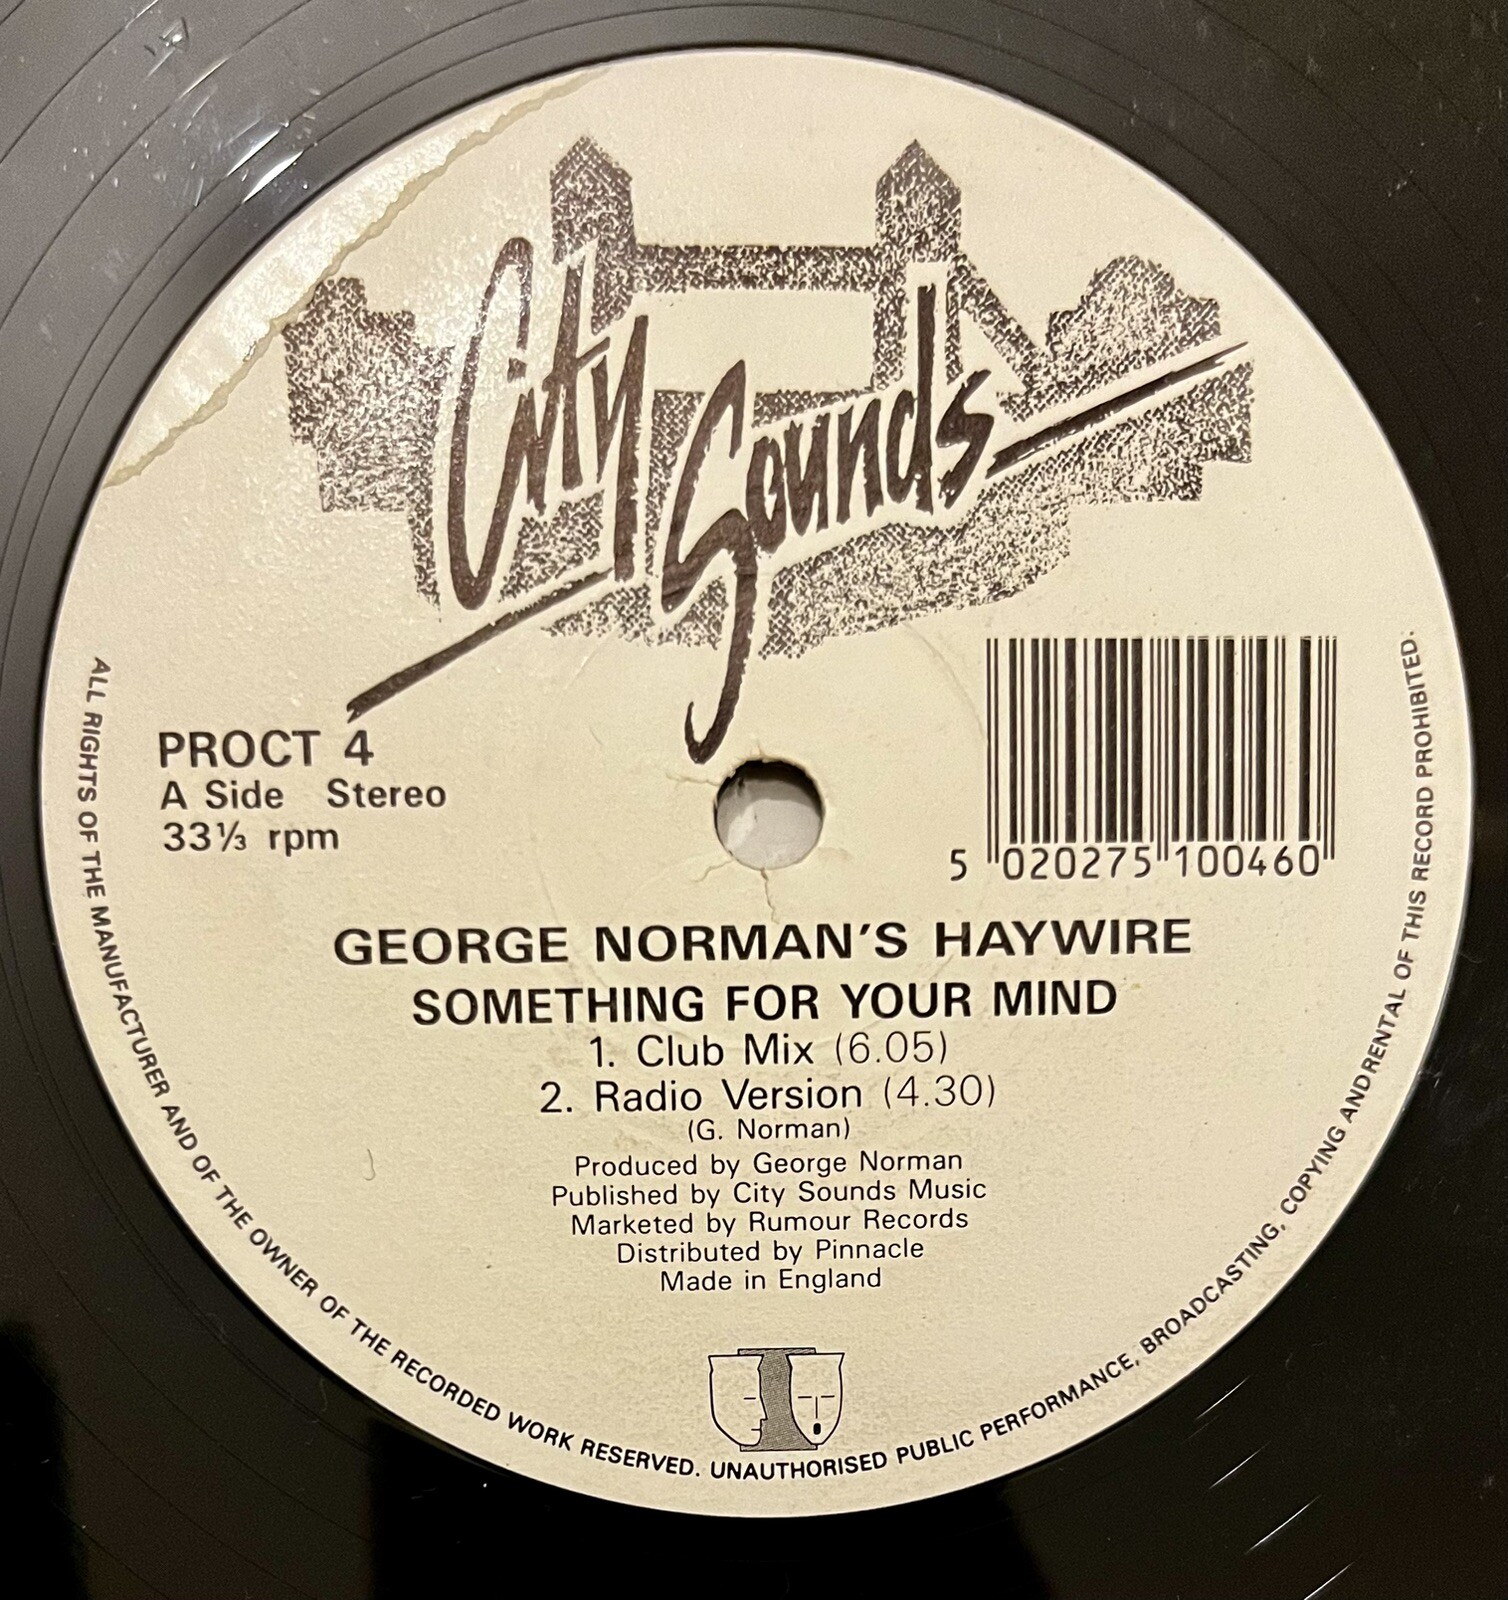 City Sounds
PROCT 4
A Side Stereo
33⅓ rpm
5 020275 100460
GEORGE NORMAN'S HAYWIRE
SOMETHING FOR YOUR MIND
1. Club Mix (6.05)
2. Radio Version (4.30)
(G. Norman)
Produced by George Norman
Published by City Sounds Music
Marketed by Rumour Records
Distributed by Pinnacle
Made in England
ALL RIGHTS OF THE MANUFACTURER AND OF THE OWNER OF THE RECORDED WORK RESERVED. UNAUTHORISED PUBLIC PERFORMANCE, BROADCASTING, COPYING AND RENTAL OF THIS RECORD PROHIBITED.